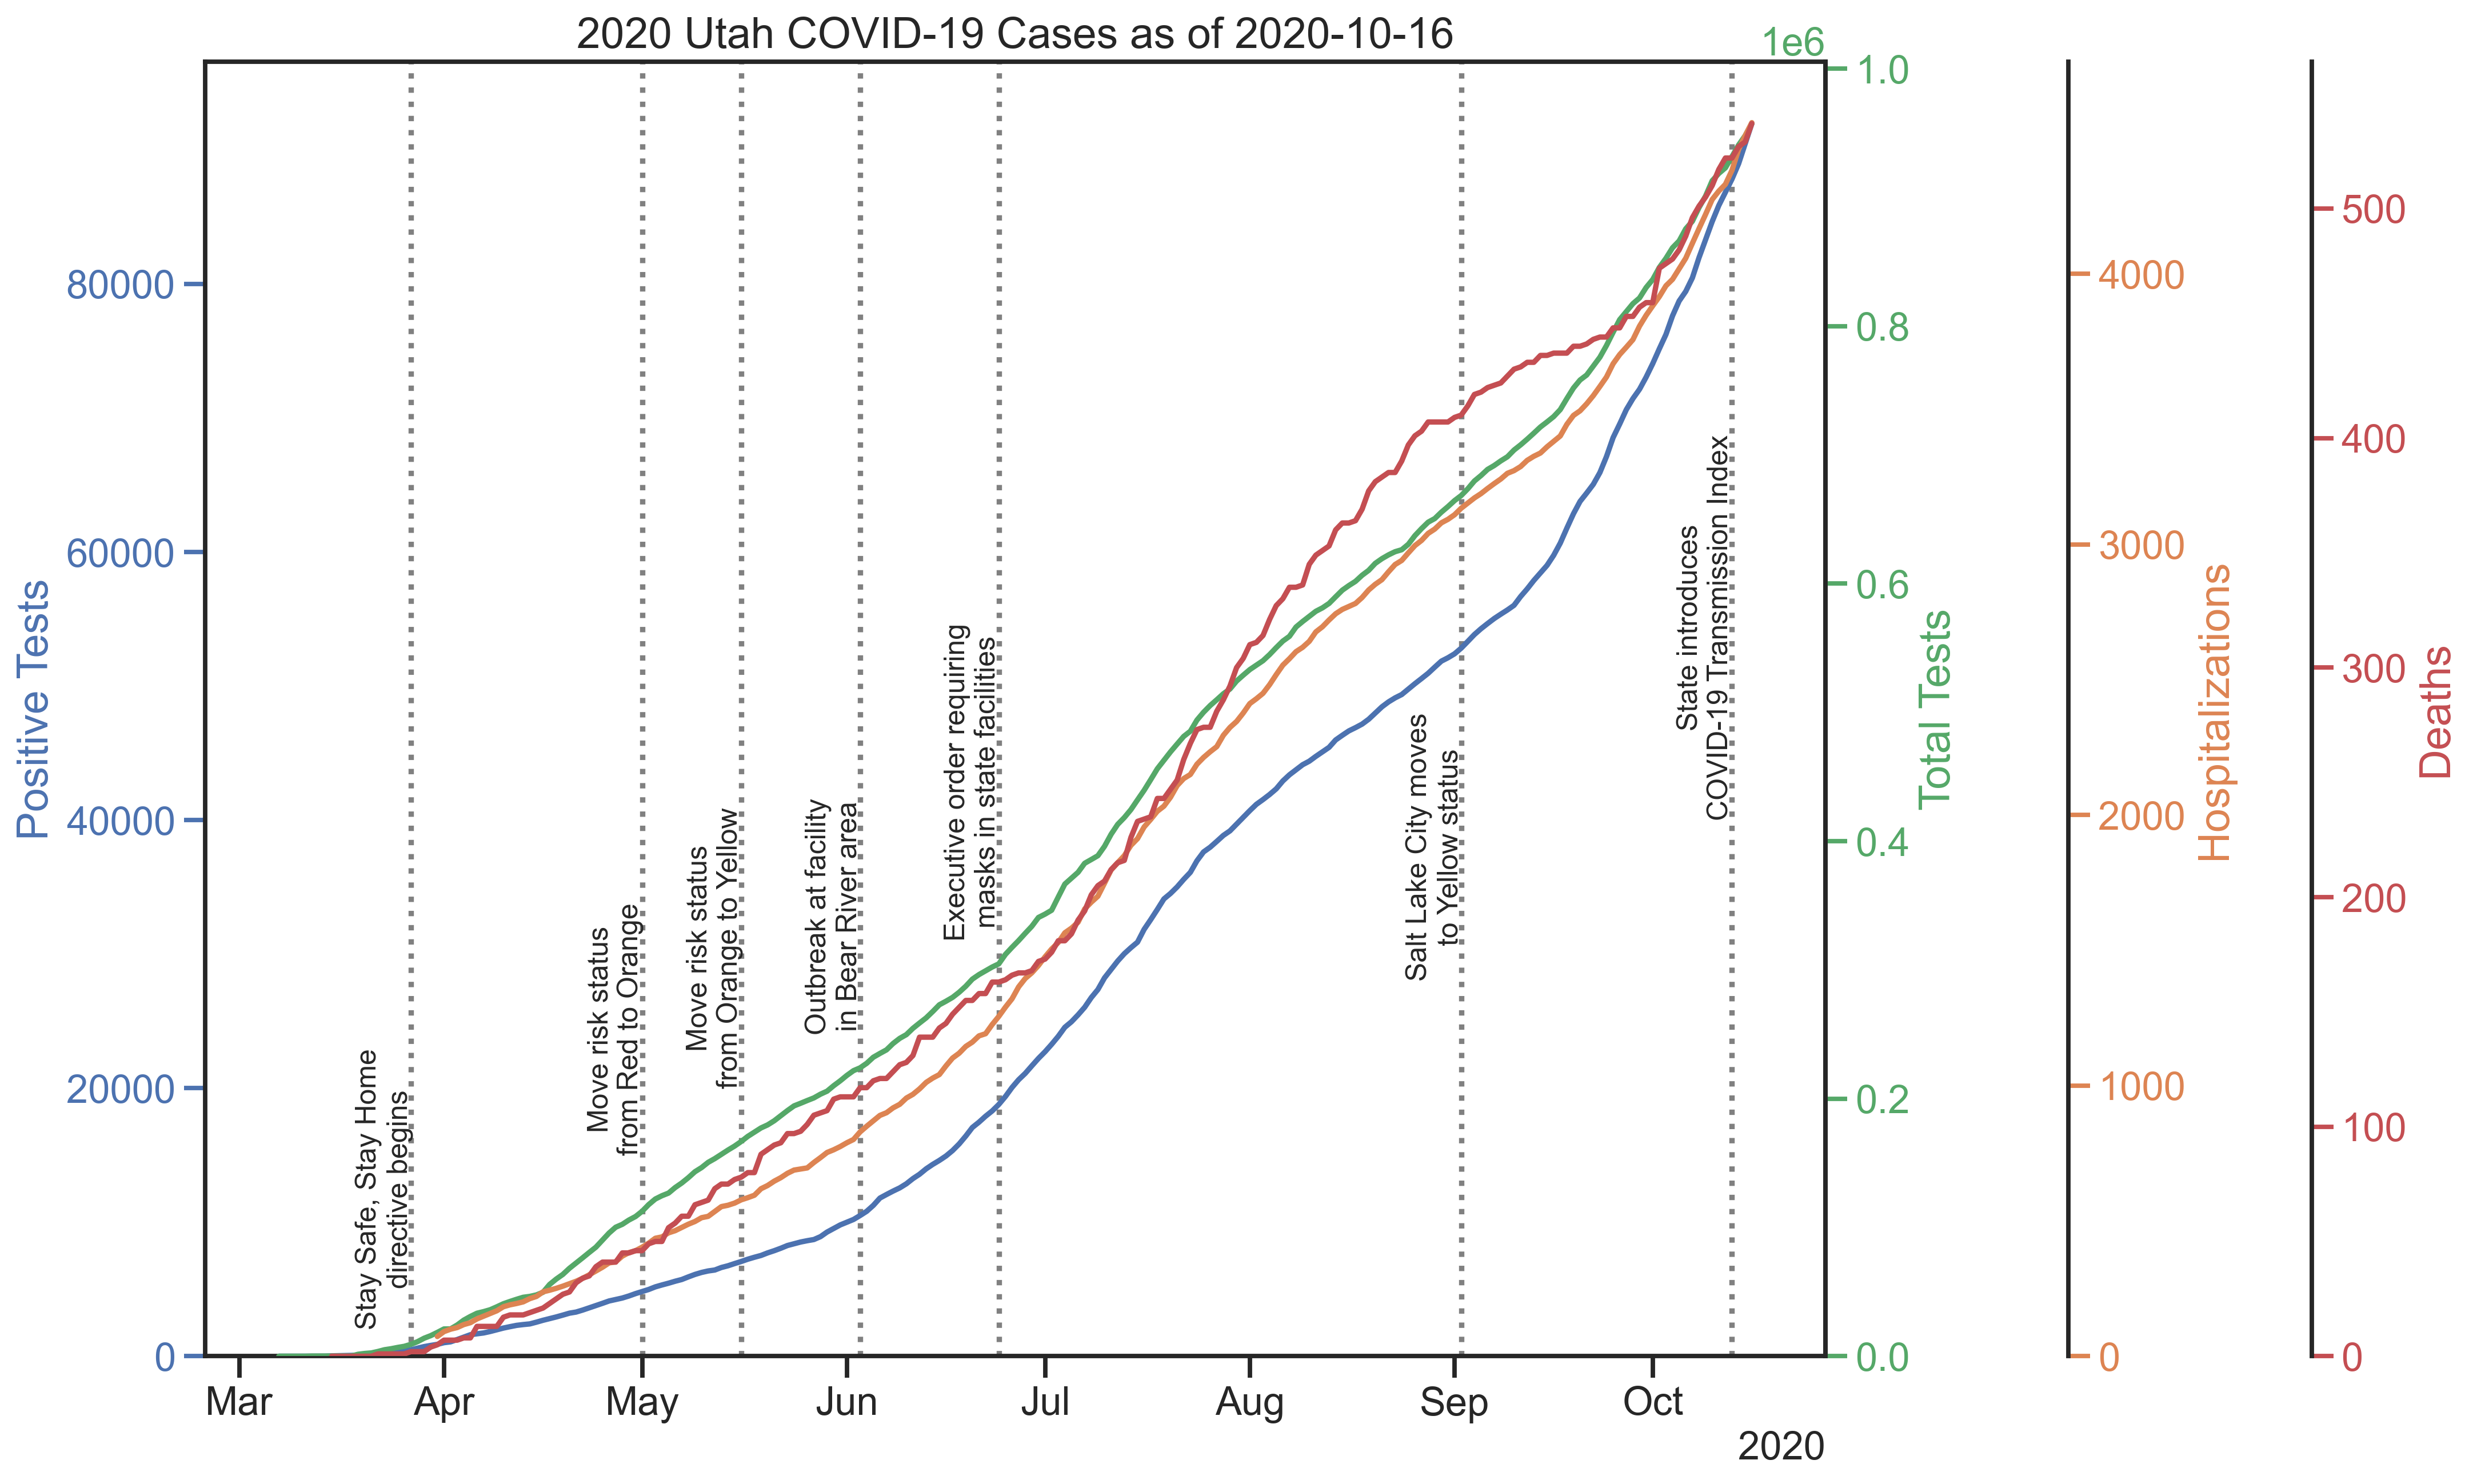 2020 Utah COVID-19 Cases as of 2020-10-16
1e6
Positive Tests
80000
60000
40000
20000
0
Stay Safe, Stay Home
directive begins
Move risk status
from Red to Orange
Move risk status
from Orange to Yellow
Outbreak at facility
in Bear River area
Executive order requiring
masks in state facilities
Salt Lake City moves
to Yellow status
State introduces
COVID-19 Transmission Index
1.0
0.8
0.6
0.4
0.2
0.0
Total Tests
4000
3000
2000
1000
0
Hospitalizations
500
400
300
200
100
0
Deaths
Mar Apr May Jun Jul Aug Sep Oct
2020